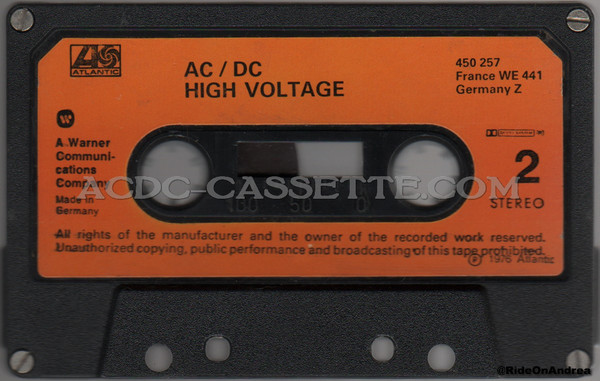 ATLANTIC
AC / DC
HIGH VOLTAGE
450 257
France WE 441
Germany Z
A Warner
Communi-
cations
Company
Made in
Germany
2
STEREO
ACDC-CASSETTE.COM
100 50 0
All rights of the manufacturer and the owner of the recorded work reserved.
Unauthorized copying, public performance and broadcasting of this tape prohibited.
℗ 1976 Atlantic
©RideOnAndrea